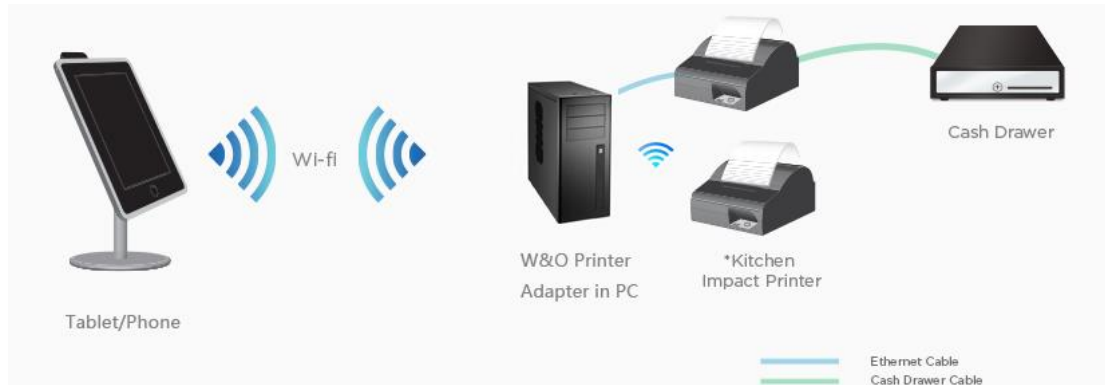 Wi-fi
Cash Drawer
W&O Printer
Adapter in PC
*Kitchen
Impact Printer
Tablet/Phone
Ethernet Cable
Cash Drawer Cable